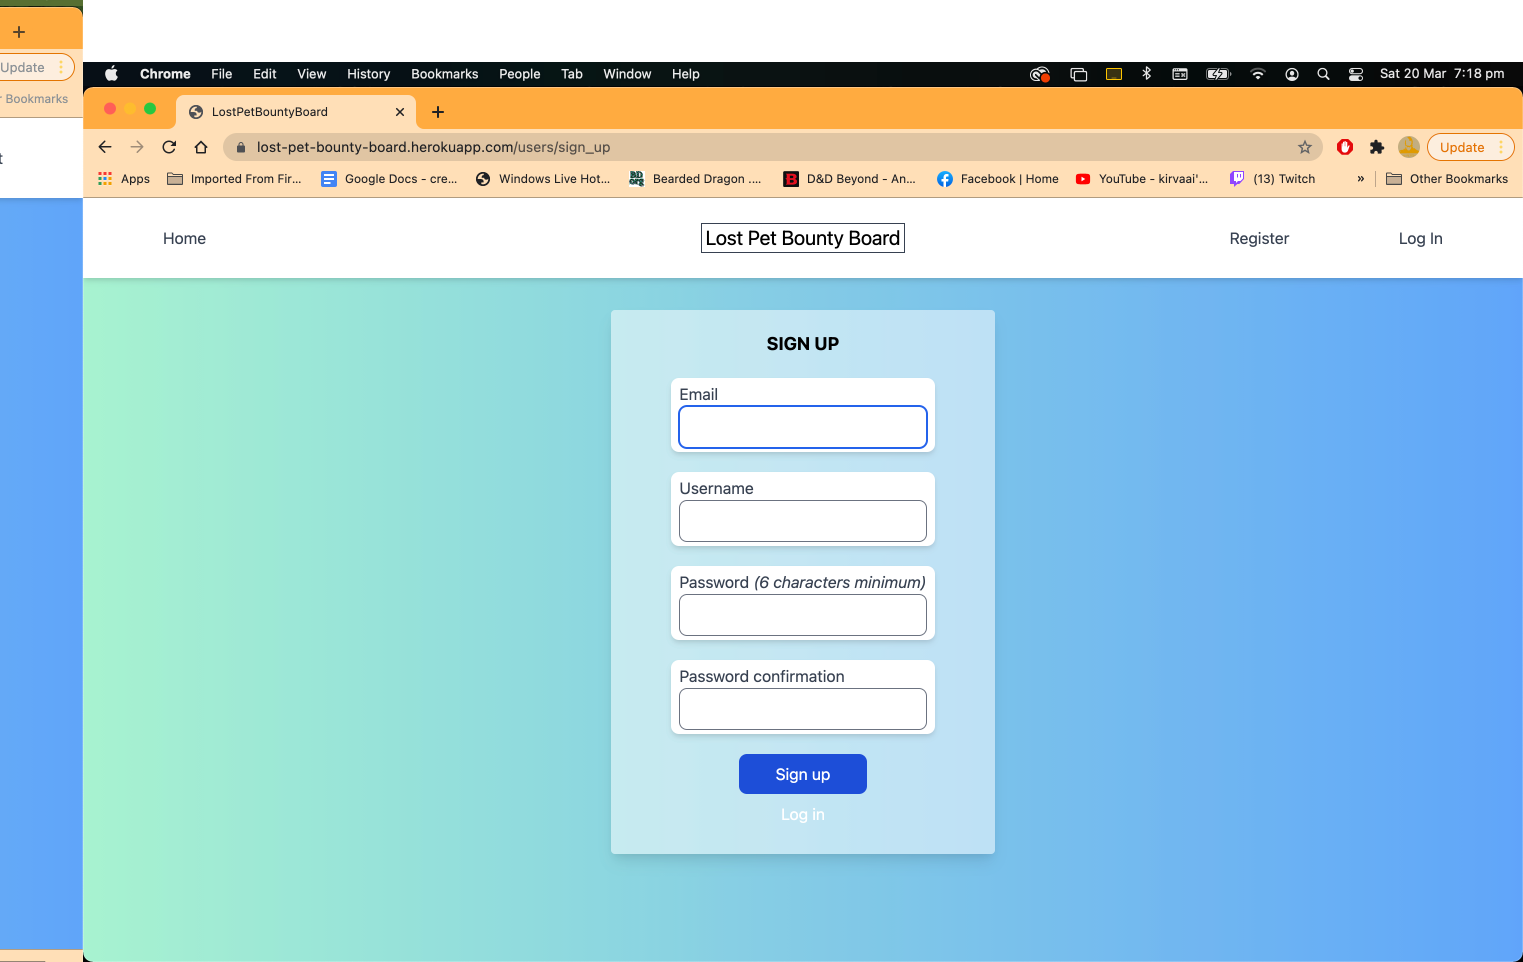 Update
Bookmarks
Chrome File Edit View History Bookmarks People Tab Window Help Sat 20 Mar 7:18 pm
LostPetBountyBoard
lost-pet-bounty-board.herokuapp.com/users/sign_up Update
Apps Imported From Fir... Google Docs - cre... Windows Live Hot... Bearded Dragon .... D&D Beyond - An... Facebook | Home YouTube - kirvaai'... (13) Twitch » Other Bookmarks
Home Lost Pet Bounty Board Register Log In
SIGN UP
Email
Username
Password (6 characters minimum)
Password confirmation
Sign up
Log in